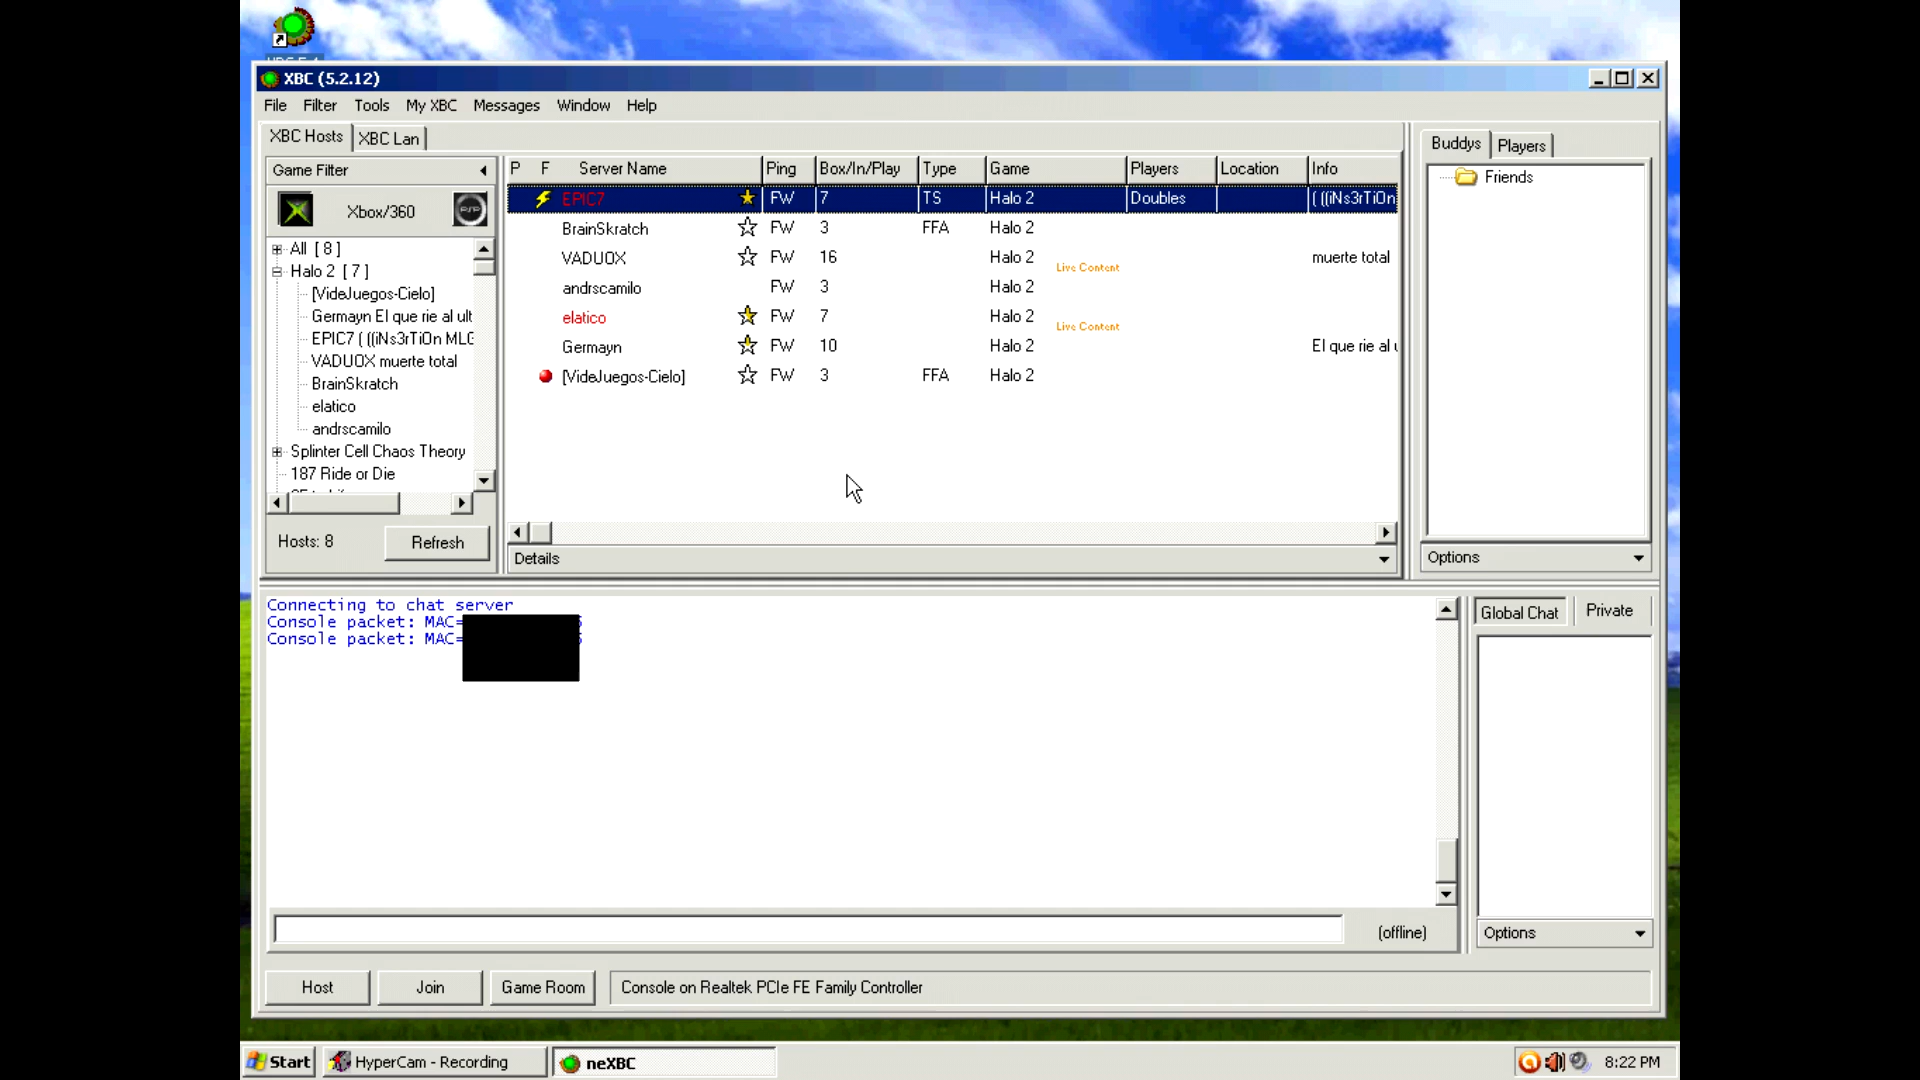 XBC (5.2.12)
File Filter Tools My XBC Messages Window Help
XBC Hosts XBC Lan
Game Filter
Xbox/360
PSP
All [ 8 ]
Halo 2 [ 7 ]
[VideJuegos-Cielo]
Germayn El que rie al ult
EPIC7 ( ((iNs3rTiOn MLG
VADUOX muerte total
BrainSkratch
elatico
andrscamilo
Splinter Cell Chaos Theory
187 Ride or Die
Hosts: 8 Refresh
P F Server Name Ping Box/In/Play Type Game Players Location Info
EPIC7 FW 7 TS Halo 2 Doubles ( ((iNs3rTiOn
BrainSkratch FW 3 FFA Halo 2
VADUOX FW 16 Halo 2 Live Content muerte total
andrscamilo FW 3 Halo 2
elatico FW 7 Halo 2 Live Content
Germayn FW 10 Halo 2 El que rie al u
[VideJuegos-Cielo] FW 3 FFA Halo 2
Details
Buddys Players
Friends
Options
Connecting to chat server
Console packet: MAC=
Console packet: MAC=
(offline)
Global Chat Private
Options
Host Join Game Room Console on Realtek PCIe FE Family Controller
Start HyperCam - Recording neXBC 8:22 PM